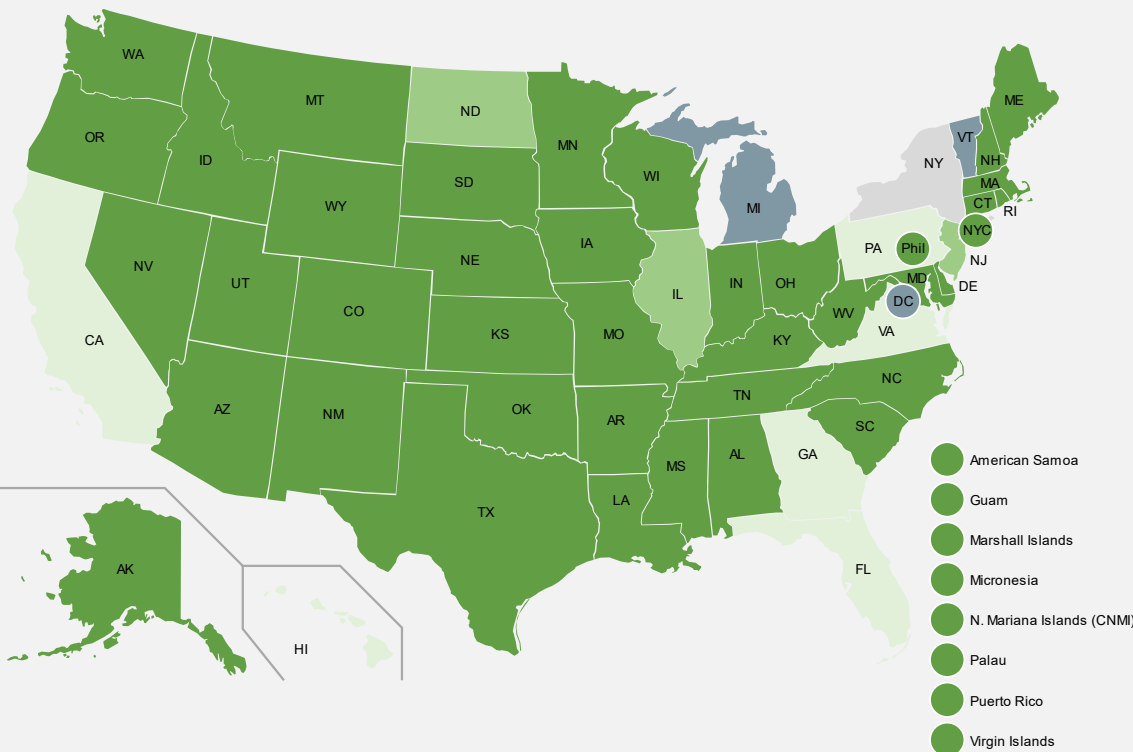 WA
MT
ND
ME
OR
ID
MN
VT
NH
NY
WI
SD
MA
WY
MI
CT
RI
NYC
IA
PA
Phil
NE
NJ
NV
UT
IN
OH
MD
DE
IL
DC
CO
WV
VA
KS
MO
CA
KY
NC
TN
AZ
NM
OK
AR
SC
GA
AL
MS
American Samoa
LA
Guam
TX
Marshall Islands
AK
FL
Micronesia
N. Mariana Islands (CNMI)
HI
Palau
Puerto Rico
Virgin Islands